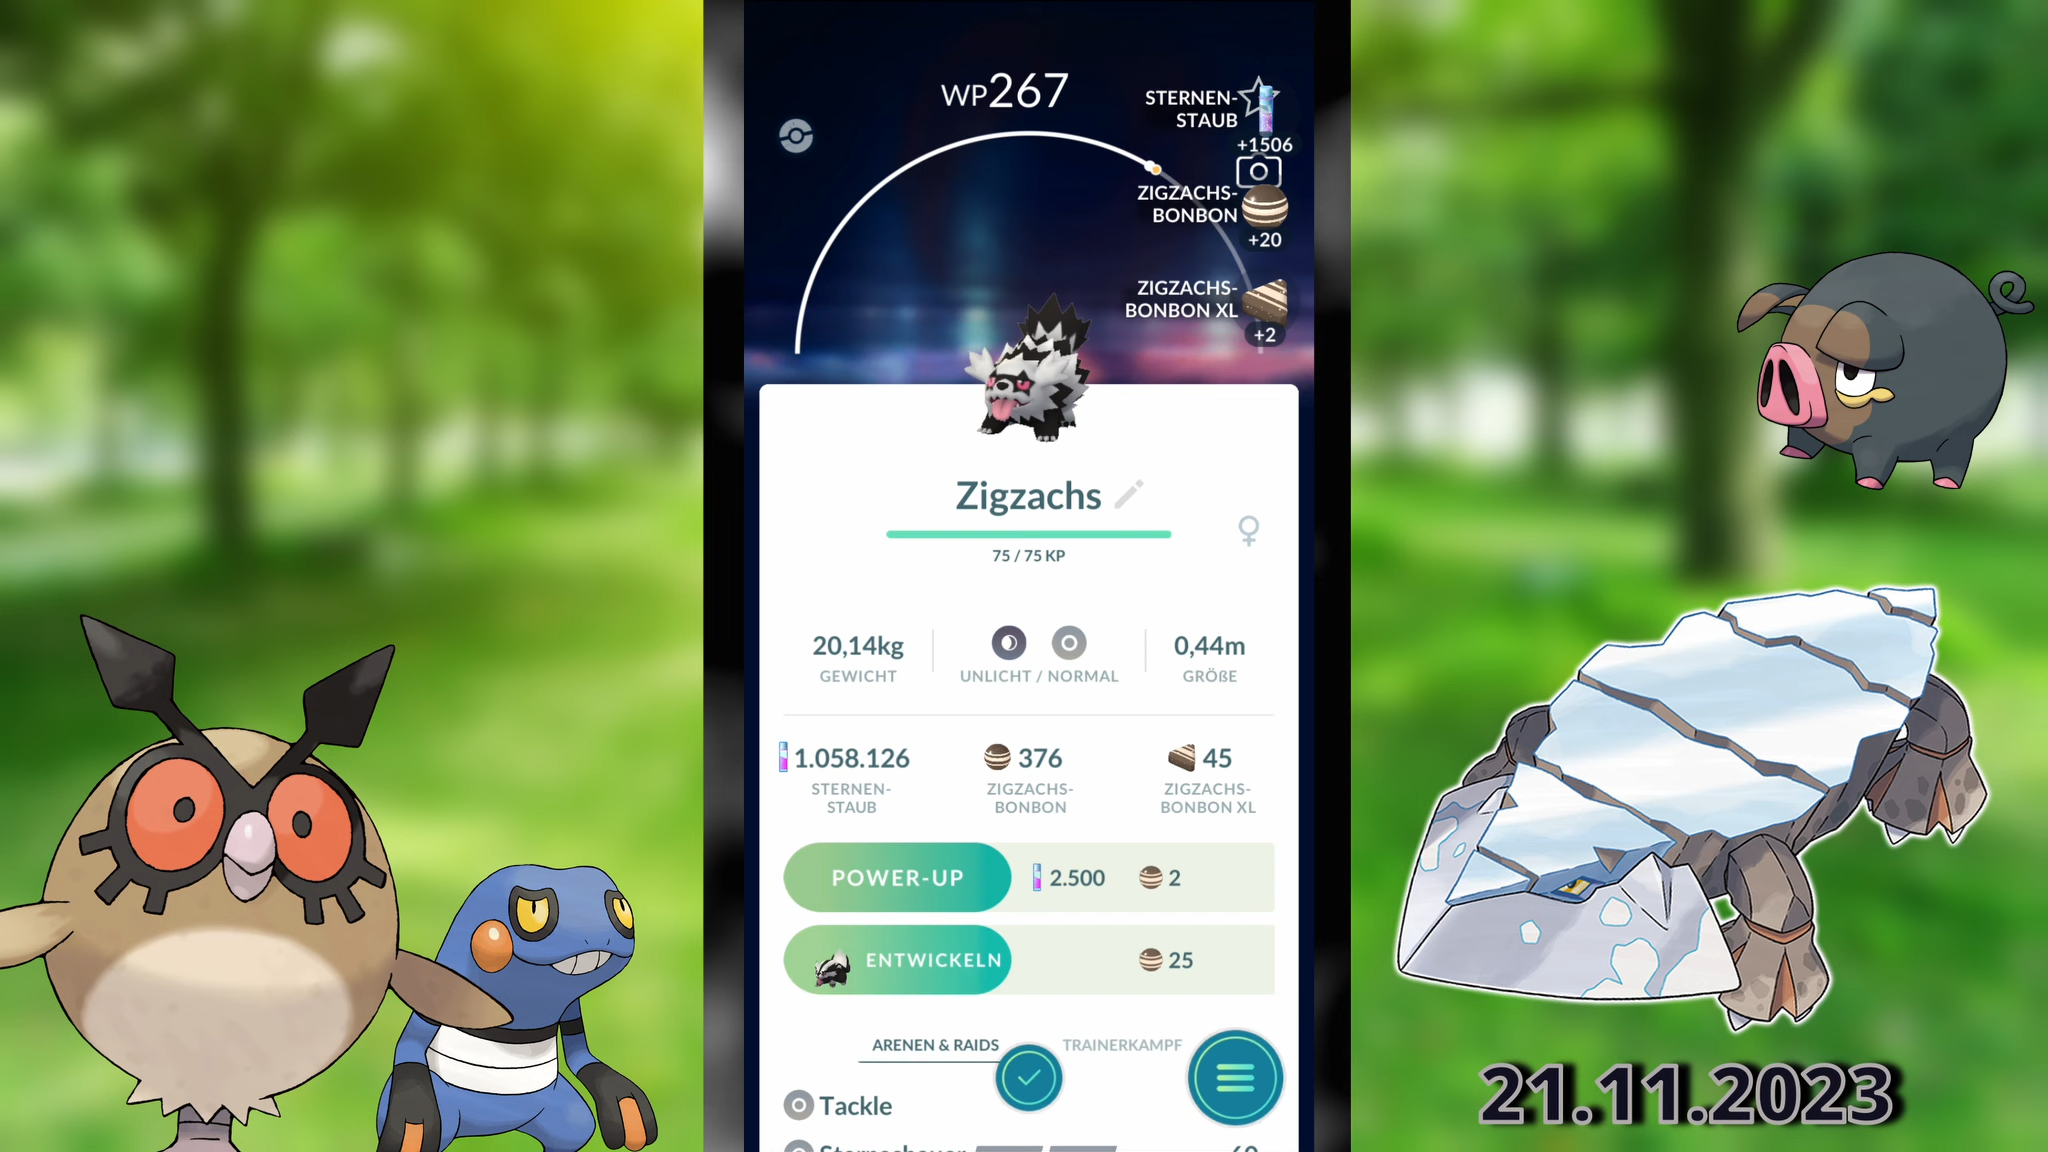 WP267
STERNEN-
STAUB
+1506
ZIGZACHS-
BONBON
+20
ZIGZACHS-
BONBON XL
+2
Zigzachs
75 / 75 KP
20,14kg
GEWICHT
UNLICHT / NORMAL
0,44m
GRÖßE
1.058.126
STERNEN-
STAUB
376
ZIGZACHS-
BONBON
45
ZIGZACHS-
BONBON XL
POWER-UP
2.500
2
ENTWICKELN
25
ARENEN & RAIDS
TRAINERKAMPF
Tackle
21.11.2023